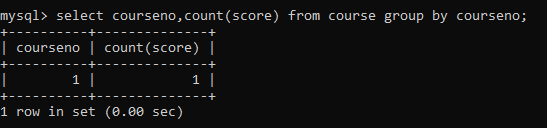 mysql> select courseno,count(score) from course group by courseno;
+----------+--------------+
| courseno | count(score) |
+----------+--------------+
|        1 |            1 |
+----------+--------------+
1 row in set (0.00 sec)